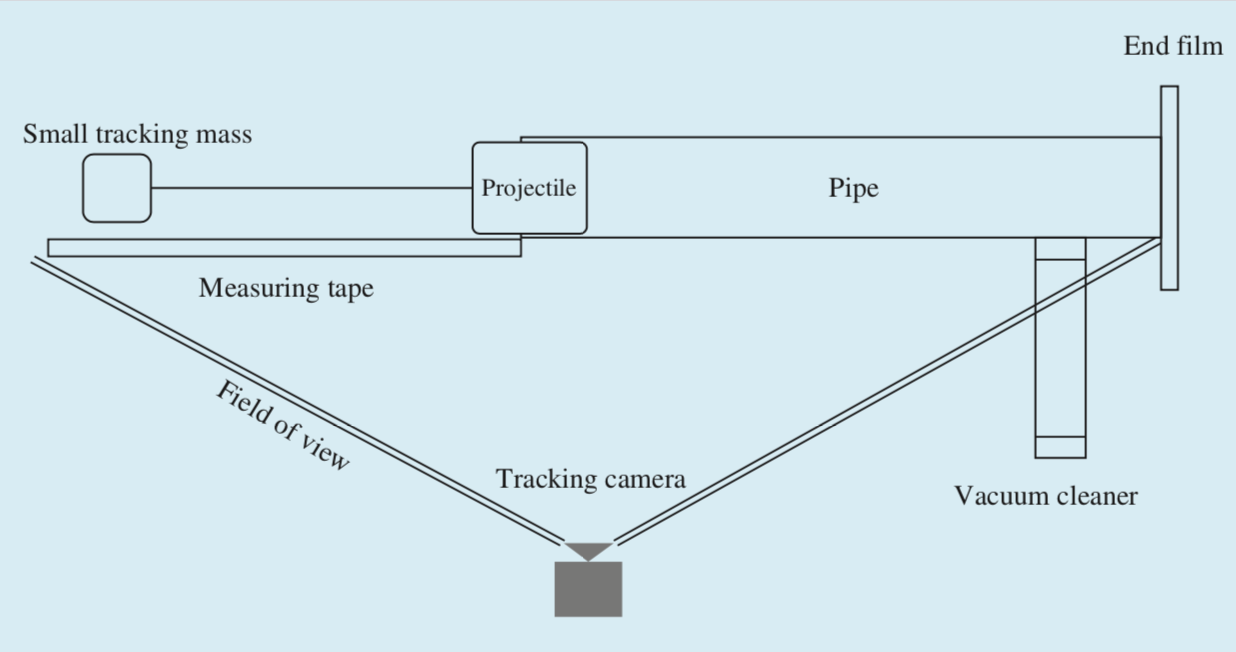 End film
Small tracking mass
Projectile
Pipe
Measuring tape
Field of view
Tracking camera
Vacuum cleaner